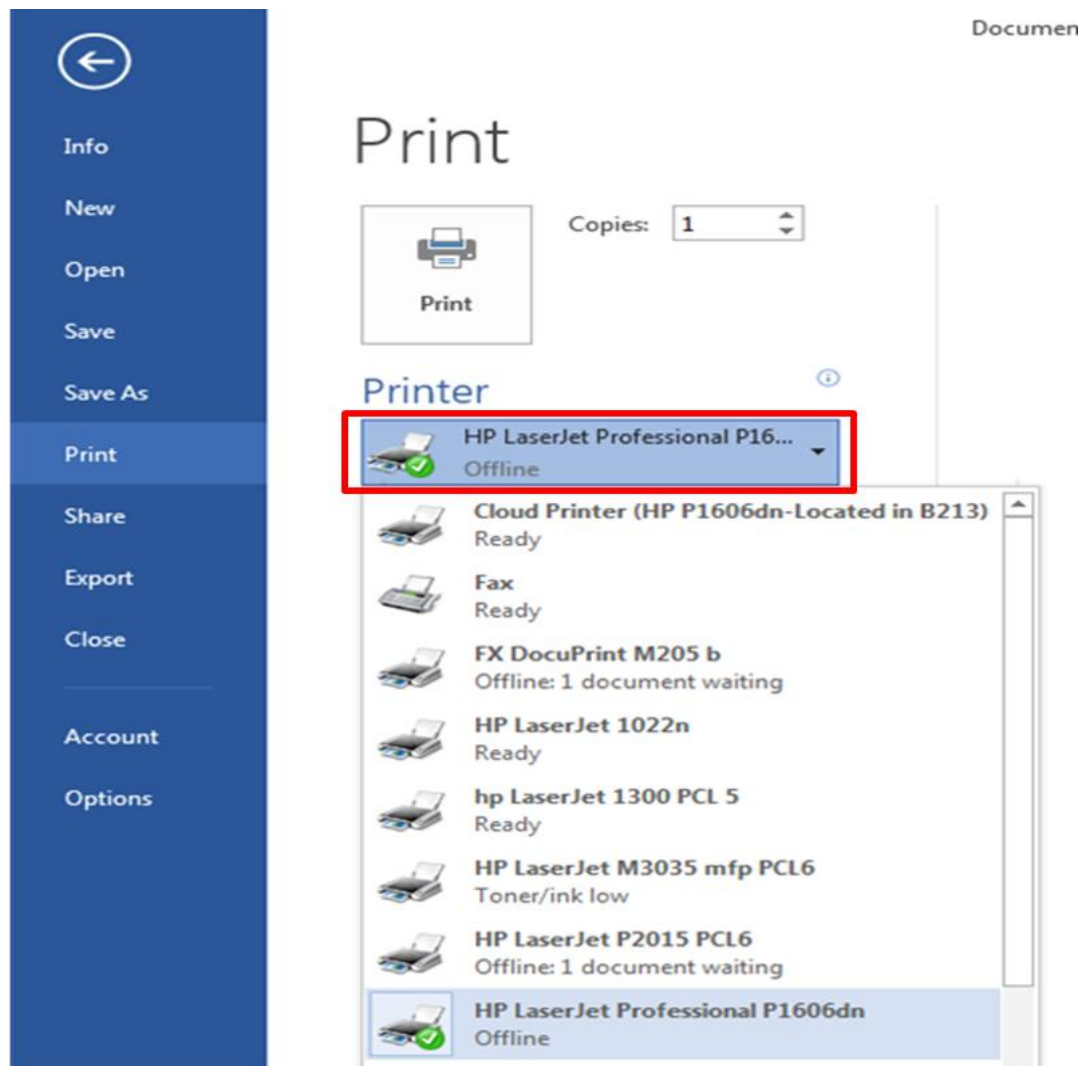 Documen
Info
New
Open
Save
Save As
Print
Share
Export
Close
Account
Options
Print
Copies: 1
Print
Printer
HP LaserJet Professional P16...
Offline
Cloud Printer (HP P1606dn-Located in B213)
Ready
Fax
Ready
FX DocuPrint M205 b
Offline: 1 document waiting
HP LaserJet 1022n
Ready
hp LaserJet 1300 PCL 5
Ready
HP LaserJet M3035 mfp PCL6
Toner/ink low
HP LaserJet P2015 PCL6
Offline: 1 document waiting
HP LaserJet Professional P1606dn
Offline